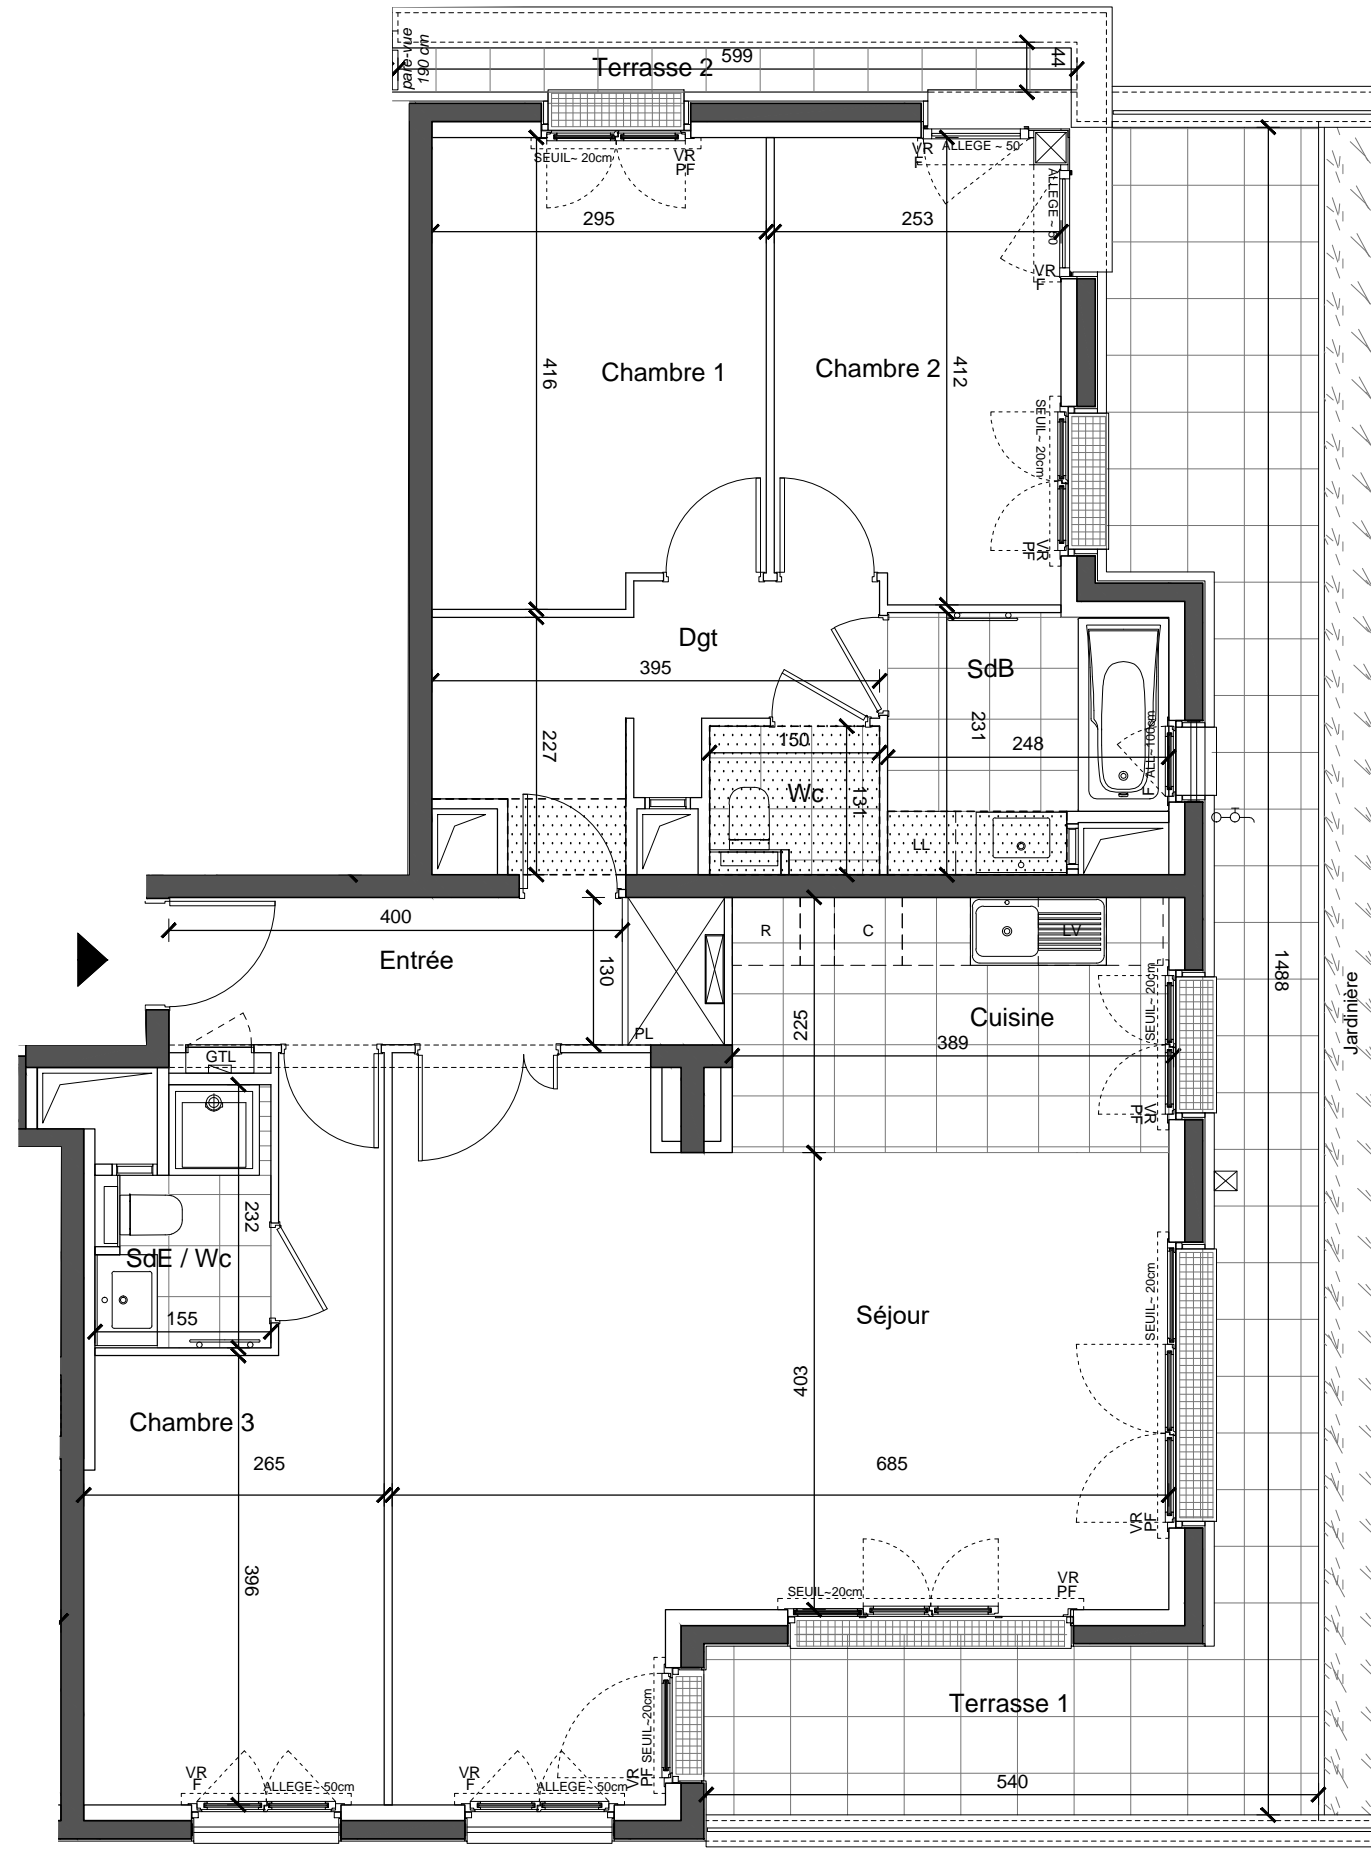 pare-vue
190 cm
Terrasse 2
599
44
SEUIL~ 20cm
VR
PF
VR
F
ALLEGE ~ 50
ALLEGE ~ 50
VR
F
295
253
416
Chambre 1
Chambre 2
412
SEUIL~ 20cm
VR
PF
Dgt
395
SdB
227
150
Wc
131
231
248
ALL~100cm
F
LL
H
400
Entrée
130
PL
R
C
LV
Cuisine
225
389
SEUIL~ 20cm
VR
PF
1488
Jardinière
GTL
232
SdE / Wc
155
Séjour
SEUIL~ 20cm
403
Chambre 3
265
685
VR
PF
396
SEUIL~20cm
VR
PF
SEUIL~20cm
VR
PF
Terrasse 1
VR
F
ALLEGE~ 50cm
VR
F
ALLEGE~ 50cm
540